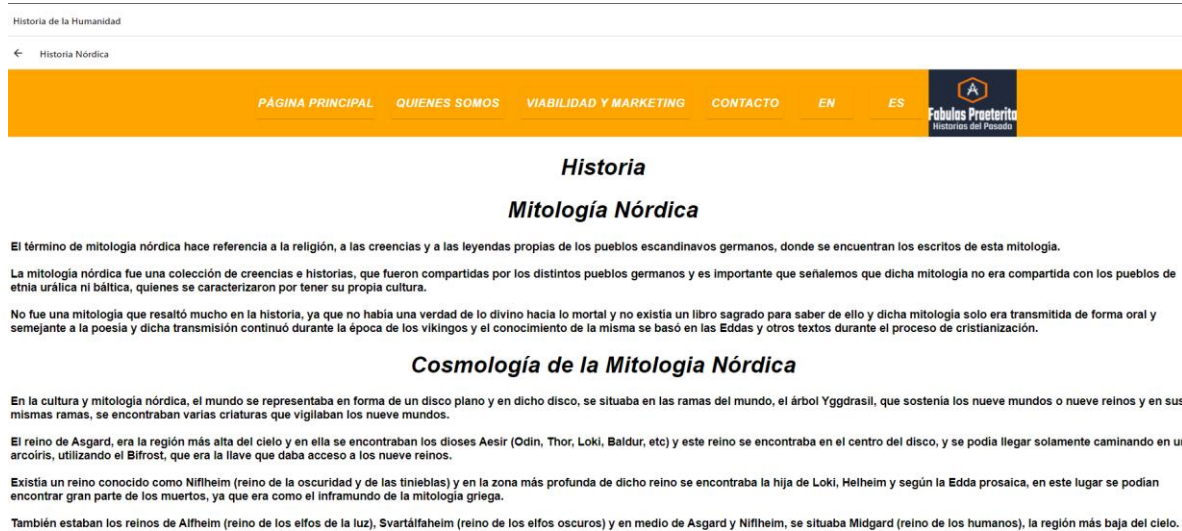 Historia de la Humanidad
← Historia Nórdica
PÁGINA PRINCIPAL QUIENES SOMOS VIABILIDAD Y MARKETING CONTACTO EN ES
Fabulas Praeterita
Historias del Pasado
Historia
Mitología Nórdica
El término de mitología nórdica hace referencia a la religión, a las creencias y a las leyendas propias de los pueblos escandinavos germanos, donde se encuentran los escritos de esta mitología.
La mitología nórdica fue una colección de creencias e historias, que fueron compartidas por los distintos pueblos germanos y es importante que señalemos que dicha mitología no era compartida con los pueblos de
etnia urálica ni báltica, quienes se caracterizaron por tener su propia cultura.
No fue una mitología que resaltó mucho en la historia, ya que no había una verdad de lo divino hacia lo mortal y no existía un libro sagrado para saber de ello y dicha mitología solo era transmitida de forma oral y
semejante a la poesía y dicha transmisión continuó durante la época de los vikingos y el conocimiento de la misma se basó en las Eddas y otros textos durante el proceso de cristianización.
Cosmología de la Mitologia Nórdica
En la cultura y mitología nórdica, el mundo se representaba en forma de un disco plano y en dicho disco, se situaba en las ramas del mundo, el árbol Yggdrasil, que sostenía los nueve mundos o nueve reinos y en sus
mismas ramas, se encontraban varias criaturas que vigilaban los nueve mundos.
El reino de Asgard, era la región más alta del cielo y en ella se encontraban los dioses Aesir (Odin, Thor, Loki, Baldur, etc) y este reino se encontraba en el centro del disco, y se podía llegar solamente caminando en un
arcoíris, utilizando el Bifrost, que era la llave que daba acceso a los nueve reinos.
Existía un reino conocido como Niflheim (reino de la oscuridad y de las tinieblas) y en la zona más profunda de dicho reino se encontraba la hija de Loki, Helheim y según la Edda prosaica, en este lugar se podían
encontrar gran parte de los muertos, ya que era como el inframundo de la mitología griega.
También estaban los reinos de Alfheim (reino de los elfos de la luz), Svartálfaheim (reino de los elfos oscuros) y en medio de Asgard y Niflheim, se situaba Midgard (reino de los humanos), la región más baja del cielo.